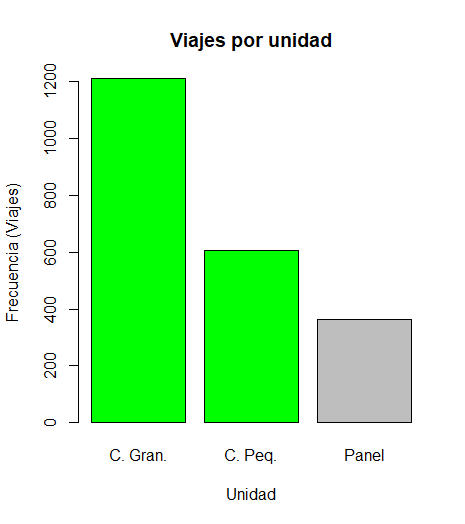 Viajes por unidad
Frecuencia (Viajes)
1200
1000
800
600
400
200
0
C. Gran. C. Peq. Panel
Unidad